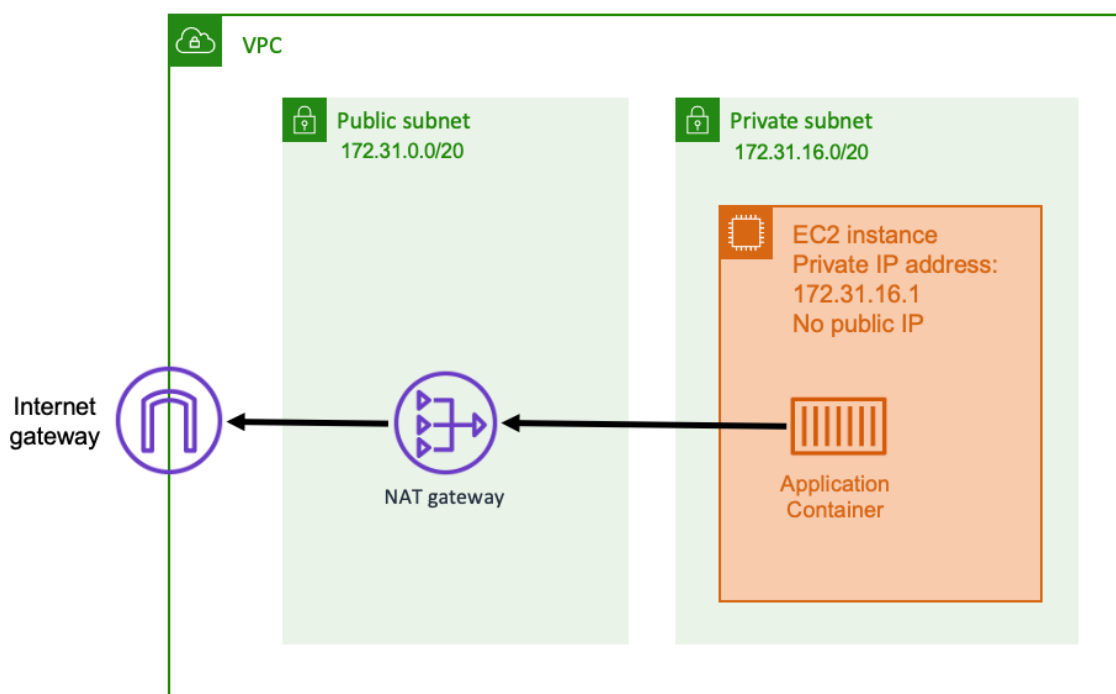 VPC
Public subnet
172.31.0.0/20
Private subnet
172.31.16.0/20
EC2 instance
Private IP address:
172.31.16.1
No public IP
Internet
gateway
NAT gateway
Application
Container